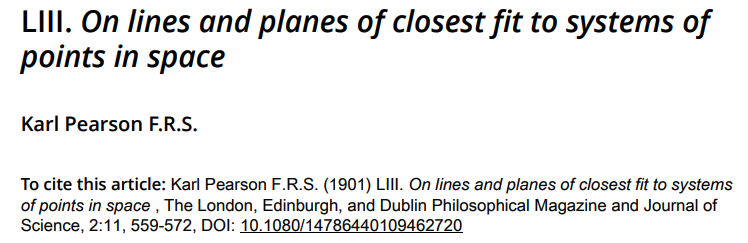 LIII. On lines and planes of closest fit to systems of
points in space
Karl Pearson F.R.S.
To cite this article: Karl Pearson F.R.S. (1901) LIII. On lines and planes of closest fit to systems
of points in space , The London, Edinburgh, and Dublin Philosophical Magazine and Journal of
Science, 2:11, 559-572, DOI: 10.1080/14786440109462720